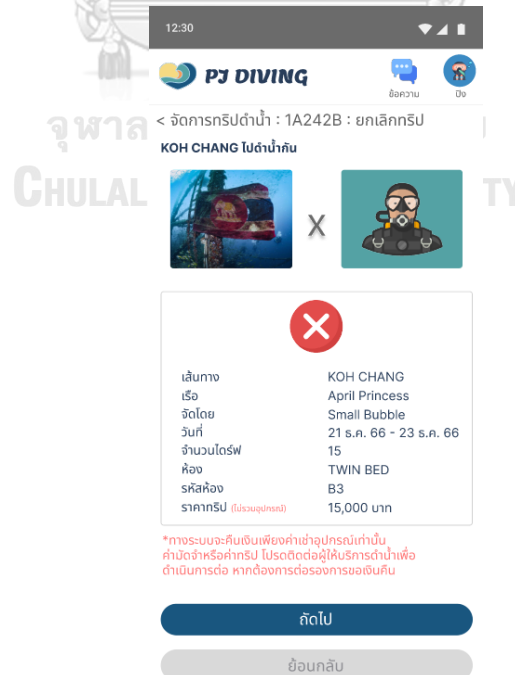 12:30
PJ DIVING
ข้อความ
ปิง
จุฬาล
CHULAL
TY
< จัดการทริปดำน้ำ : 1A242B : ยกเลิกทริป
KOH CHANG ไปดำน้ำกัน
X
เส้นทาง KOH CHANG
เรือ April Princess
จัดโดย Small Bubble
วันที่ 21 ธ.ค. 66 - 23 ธ.ค. 66
จำนวนไดร์ฟ 15
ห้อง TWIN BED
รหัสห้อง B3
ราคาทริป (ไม่รวมอุปกรณ์) 15,000 บาท
*ทางระบบจะคืนเงินเพียงค่าเช่าอุปกรณ์เท่านั้น
ค่ามัดจำหรือค่าทริป โปรดติดต่อผู้ให้บริการดำน้ำเพื่อ
ดำเนินการต่อ หากต้องการต่อรองการขอเงินคืน
ถัดไป
ย้อนกลับ